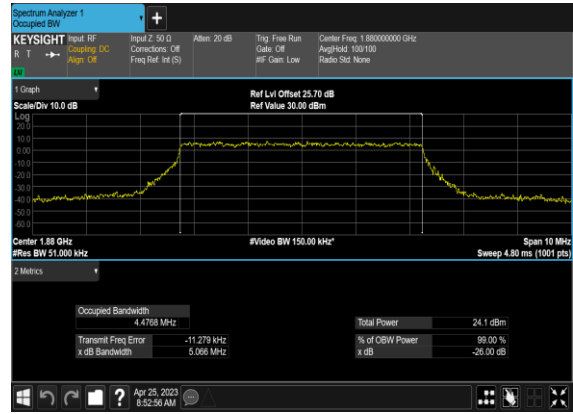 Spectrum Analyzer 1
Occupied BW
+
KEYSIGHT Input: RF Input Z: 50 Ω Atten: 20 dB Trig: Free Run Center Freq: 1.880000000 GHz
R T Coupling: DC Corrections: Off Gate: Off Avg|Hold: 100/100
Align: Off Freq Ref: Int (S) #IF Gain: Low Radio Std: None
1 Graph
Ref Lvl Offset 25.70 dB
Scale/Div 10.0 dB Ref Value 30.00 dBm
Log
20.0
10.0
0.00
-10.0
-20.0
-30.0
-40.0
-50.0
-60.0
Center 1.88 GHz #Video BW 150.00 kHz* Span 10 MHz
#Res BW 51.000 kHz Sweep 4.80 ms (1001 pts)
2 Metrics
Occupied Bandwidth
4.4768 MHz Total Power 24.1 dBm
Transmit Freq Error -11.279 kHz % of OBW Power 99.00 %
x dB Bandwidth 5.066 MHz x dB -26.00 dB
? Apr 25, 2023
8:52:56 AM